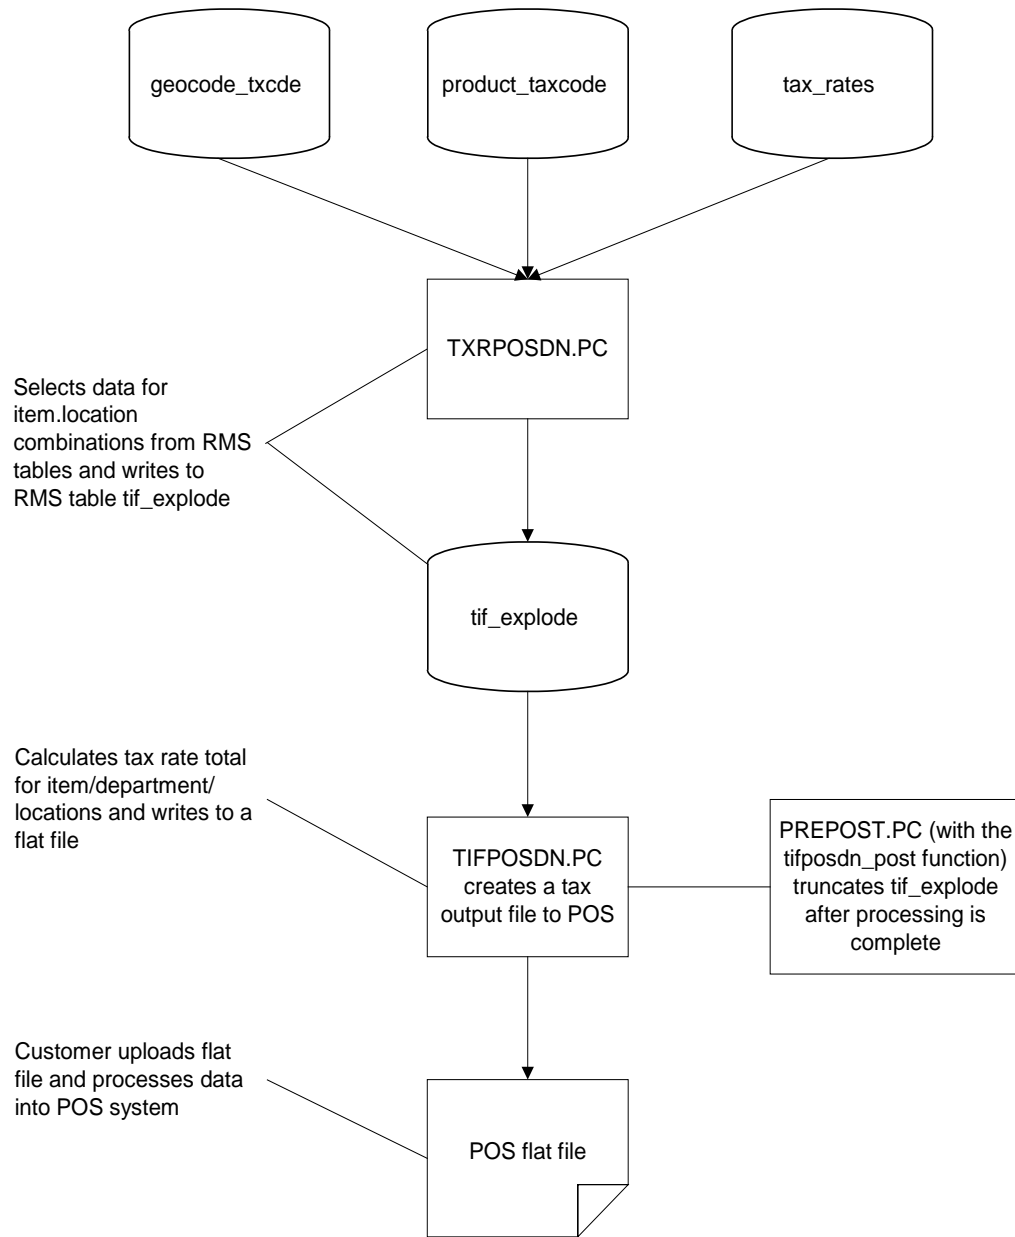 geocode_txcde
product_taxcode
tax_rates
TXRPOSDN.PC
Selects data for
item.location
combinations from RMS
tables and writes to
RMS table tif_explode
tif_explode
Calculates tax rate total
for item/department/
locations and writes to a
flat file
TIFPOSDN.PC
creates a tax
output file to POS
PREPOST.PC (with the
tifposdn_post function)
truncates tif_explode
after processing is
complete
Customer uploads flat
file and processes data
into POS system
POS flat file